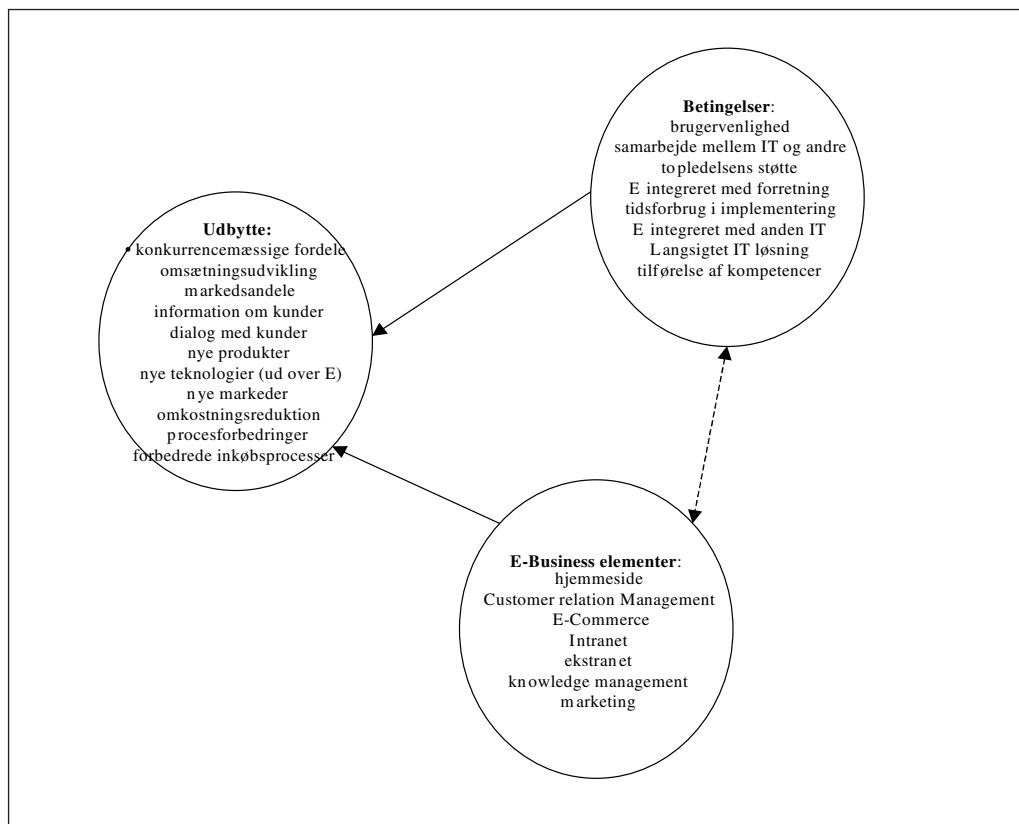 Betingelser:
brugervenlighed
samarbejde mellem IT og andre
topledelsens støtte
E integreret med forretning
tidsforbrug i implementering
E integreret med anden IT
Langsigtet IT løsning
tilførelse af kompetencer
Udbytte:
• konkurrencemæssige fordele
omsætningsudvikling
markedsandele
information om kunder
dialog med kunder
nye produkter
nye teknologier (ud over E)
nye markeder
omkostningsreduktion
procesforbedringer
forbedrede inkøbsprocesser
E-Business elementer:
hjemmeside
Customer relation Management
E-Commerce
Intranet
ekstranet
knowledge management
marketing